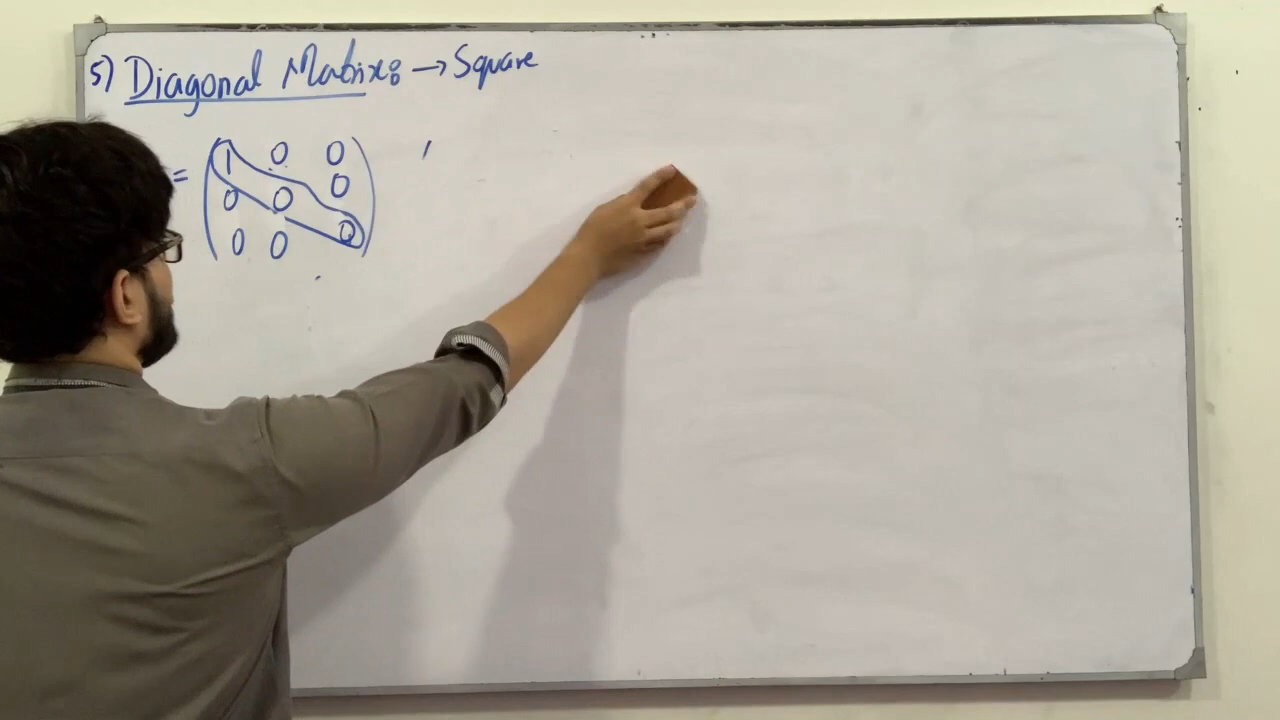 5) Diagonal Matrix: → Square
= ( 1 0 0
0 0 0
0 0 0 )